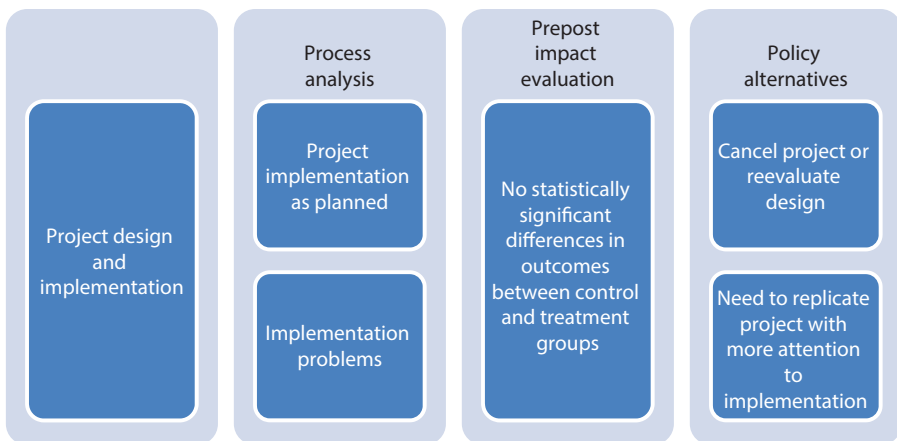 Project design
and
implementation
Process
analysis
Project
implementation
as planned
Implementation
problems
Prepost
impact
evaluation
No statistically
significant
differences in
outcomes
between control
and treatment
groups
Policy
alternatives
Cancel project or
reevaluate
design
Need to replicate
project with
more attention
to
implementation